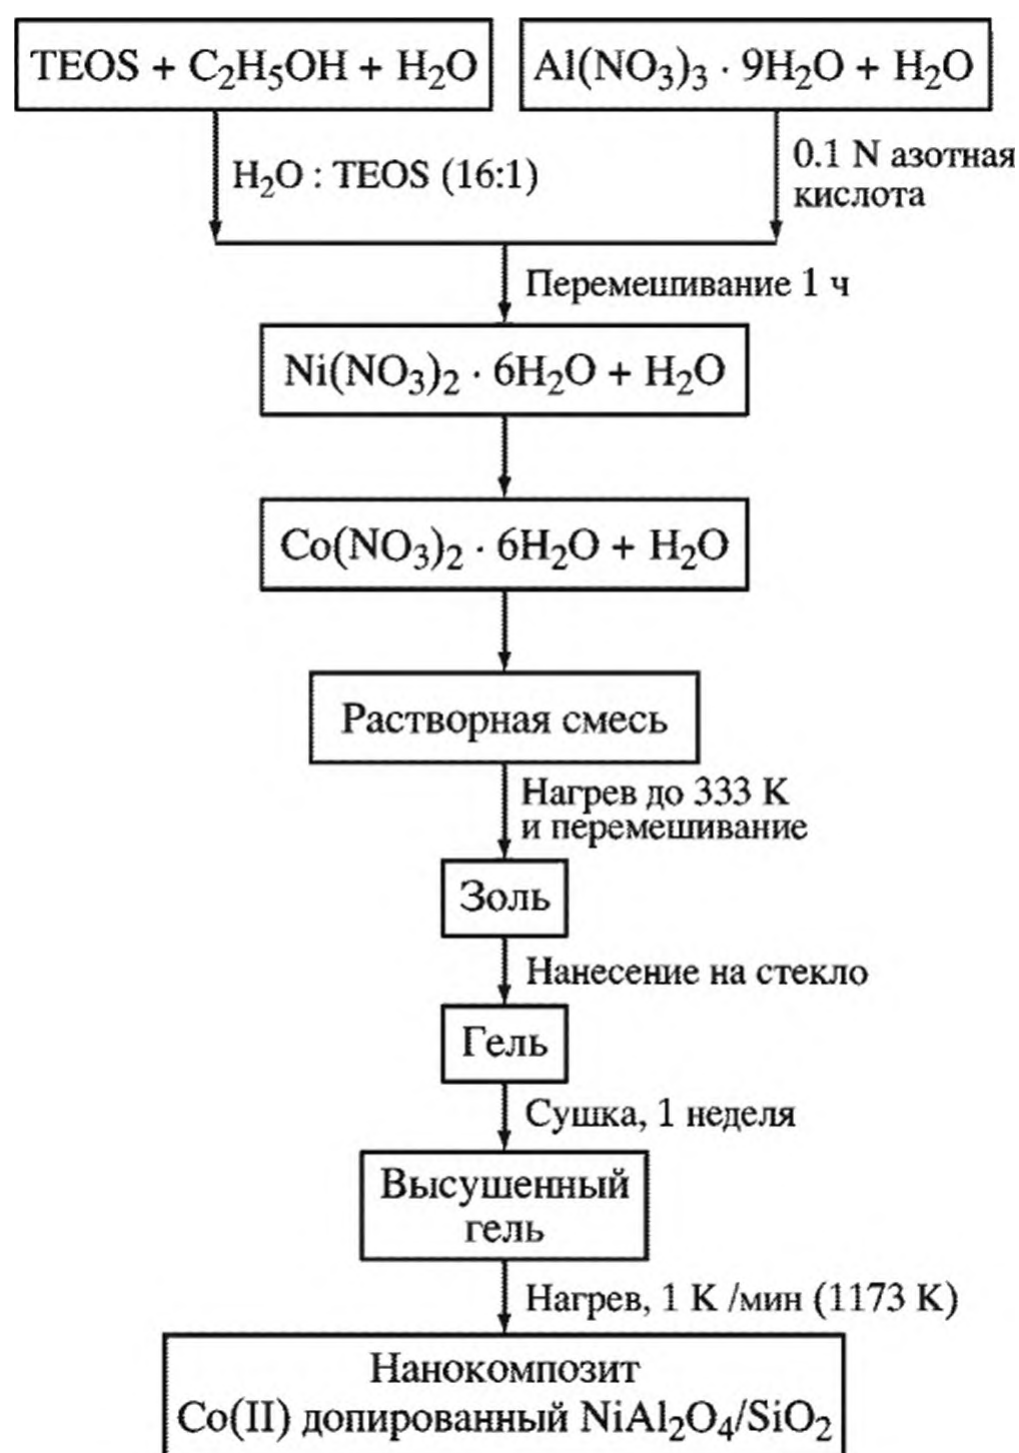 TEOS + C₂H₅OH + H₂O
Al(NO₃)₃ · 9H₂O + H₂O
H₂O : TEOS (16:1)
0.1 N азотная
кислота
Перемешивание 1 ч
Ni(NO₃)₂ · 6H₂O + H₂O
Co(NO₃)₂ · 6H₂O + H₂O
Растворная смесь
Нагрев до 333 K
и перемешивание
Золь
Нанесение на стекло
Гель
Сушка, 1 неделя
Высушенный
гель
Нагрев, 1 K /мин (1173 K)
Нанокомпозит
Co(II) допированный NiAl₂O₄/SiO₂